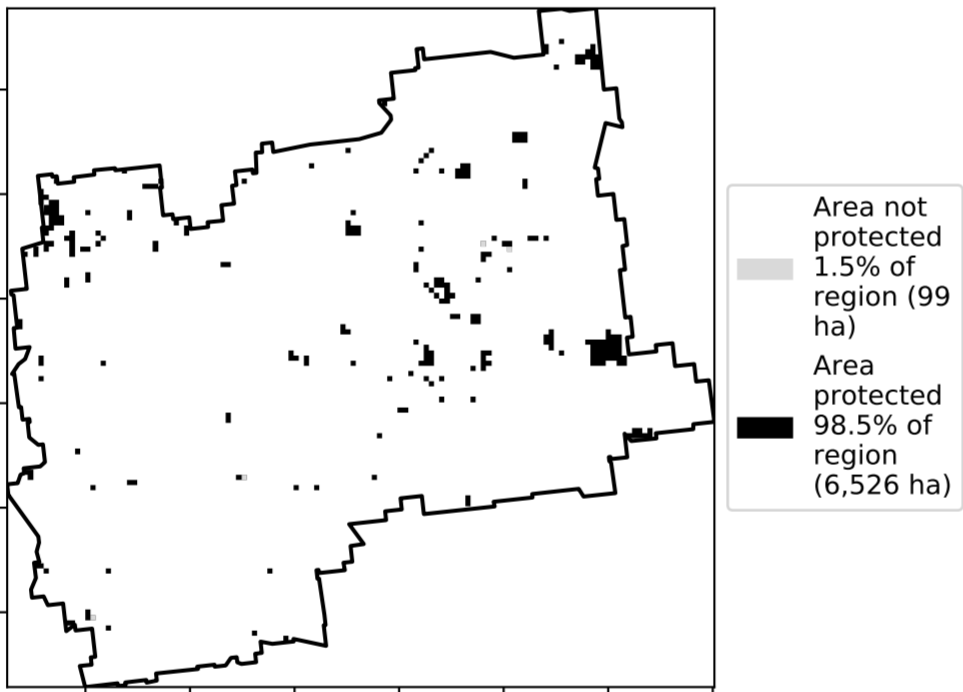 Area not
protected
1.5% of
region (99
ha)
Area
protected
98.5% of
region
(6,526 ha)